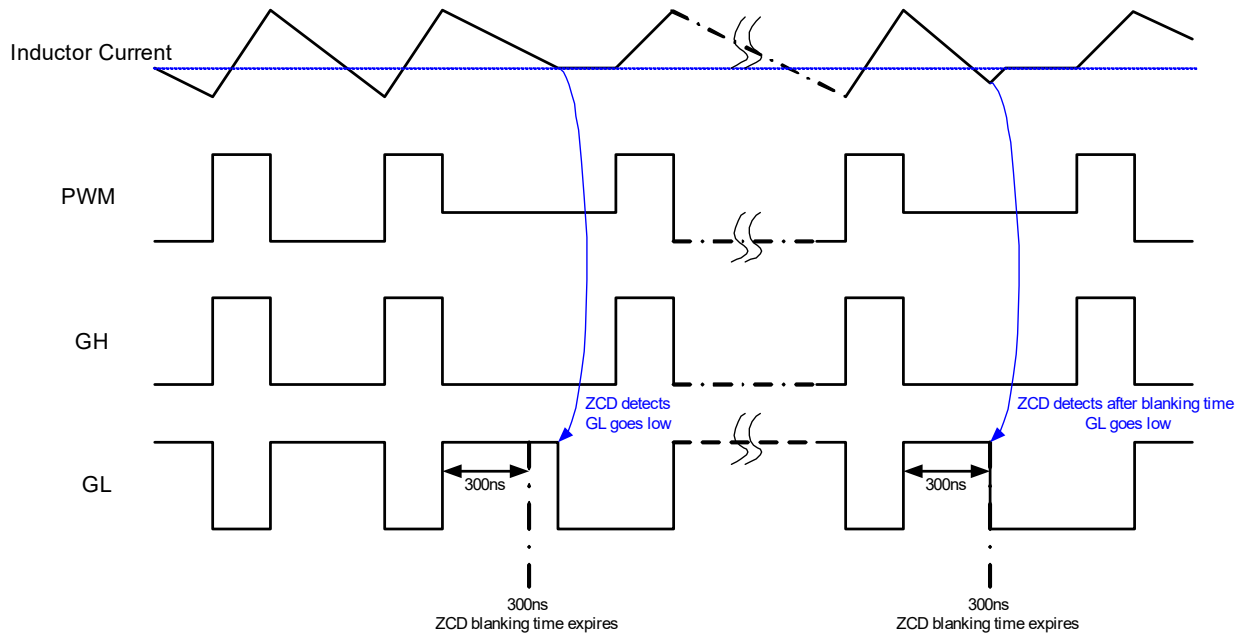 Inductor Current
PWM
GH
ZCD detects
GL goes low
ZCD detects after blanking time
GL goes low
GL
300ns
300ns
300ns
ZCD blanking time expires
300ns
ZCD blanking time expires